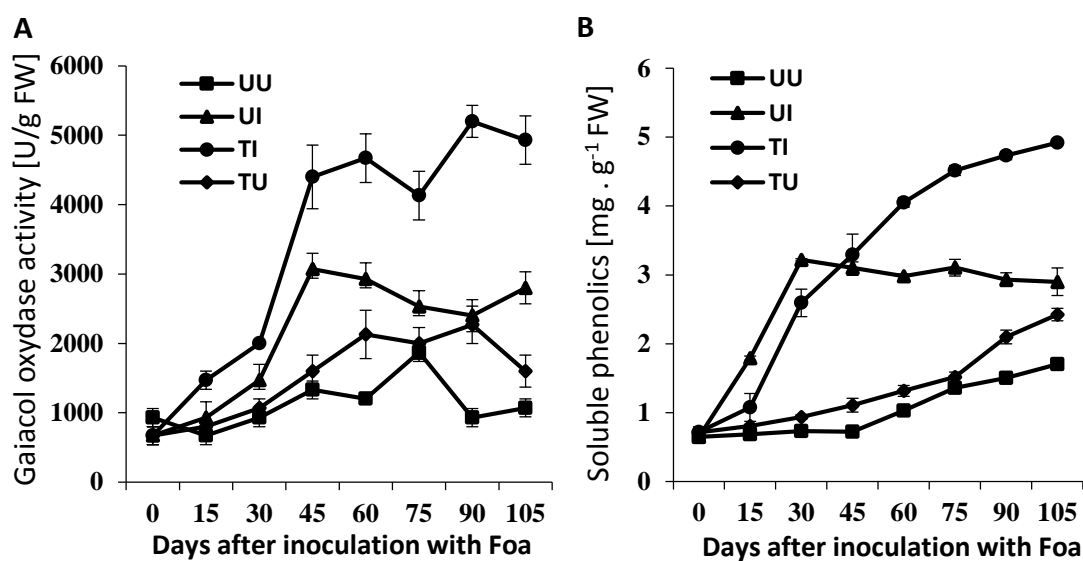 A
Gaiacol oxydase activity [U/g FW]
6000
5000
4000
3000
2000
1000
0
UU
UI
TI
TU
0 15 30 45 60 75 90 105
Days after inoculation with Foa
B
Soluble phenolics [mg . g⁻¹ FW]
6
5
4
3
2
1
0
UU
UI
TI
TU
0 15 30 45 60 75 90 105
Days after inoculation with Foa